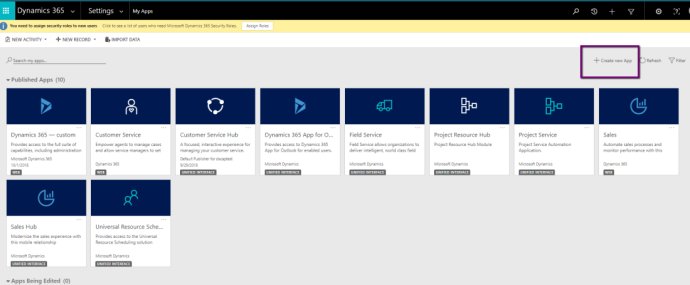 Dynamics 365 Settings My Apps
You need to assign security roles to new users Click to see a list of users who need Microsoft Dynamics 365 Security Roles. Assign Roles
NEW ACTIVITY NEW RECORD IMPORT DATA
Search my apps...
Create new App Refresh Filter
Published Apps (10)
Dynamics 365 — custom
Provides access to the full suite of capabilities, including administration
Microsoft Dynamics
10/1/2018
WEB
Customer Service
Empower agents to manage cases and allow service managers to set
Dynamics 365
WEB
Customer Service Hub
A focused, interactive experience for managing your customer service.
Default Publisher for
9/29/2018
UNIFIED INTERFACE
Dynamics 365 App for O...
Provides access to the Dynamics 365 App for Outlook for enabled users.
Microsoft Dynamics
UNIFIED INTERFACE
Field Service
Field Service allows organizations to deliver intelligent, world class field
Microsoft Dynamics
WEB
Project Resource Hub
Project Resource Hub Module
Microsoft Dynamics
UNIFIED INTERFACE
Project Service
Project Service Automation Application.
Microsoft Dynamics
WEB
Sales
Automate sales processes and monitor performance with this
Dynamics 365
WEB
Sales Hub
Modernize the sales experience with this mobile relationship
Microsoft Dynamics
UNIFIED INTERFACE
Universal Resource Sche...
Provides access to the Universal Resource Scheduling solution
Microsoft Dynamics
UNIFIED INTERFACE
Apps Being Edited (0)